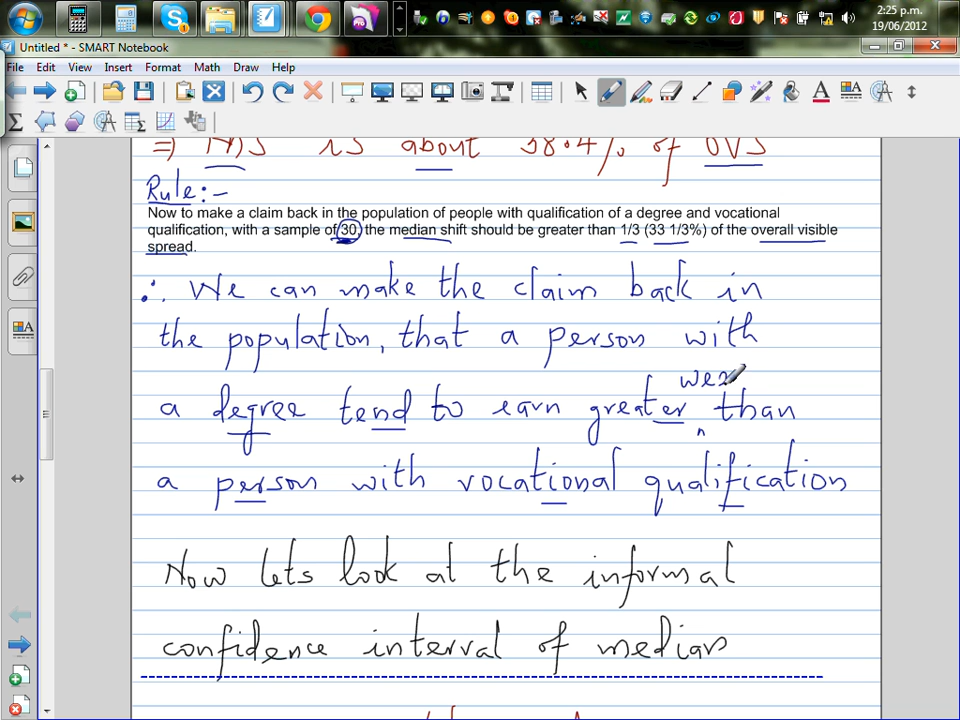 2:25 p.m.
19/06/2012
Untitled * - SMART Notebook
File Edit View Insert Format Math Draw Help
⇒ is about 38.4% of OVS
Rule:-
Now to make a claim back in the population of people with qualification of a degree and vocational
qualification, with a sample of 30, the median shift should be greater than 1/3 (33 1/3%) of the overall visible
spread.
∴ We can make the claim back in
the population, that a person with
wee
a degree tend to earn greater than
a person with vocational qualification
Now lets look at the informal
confidence interval of medians